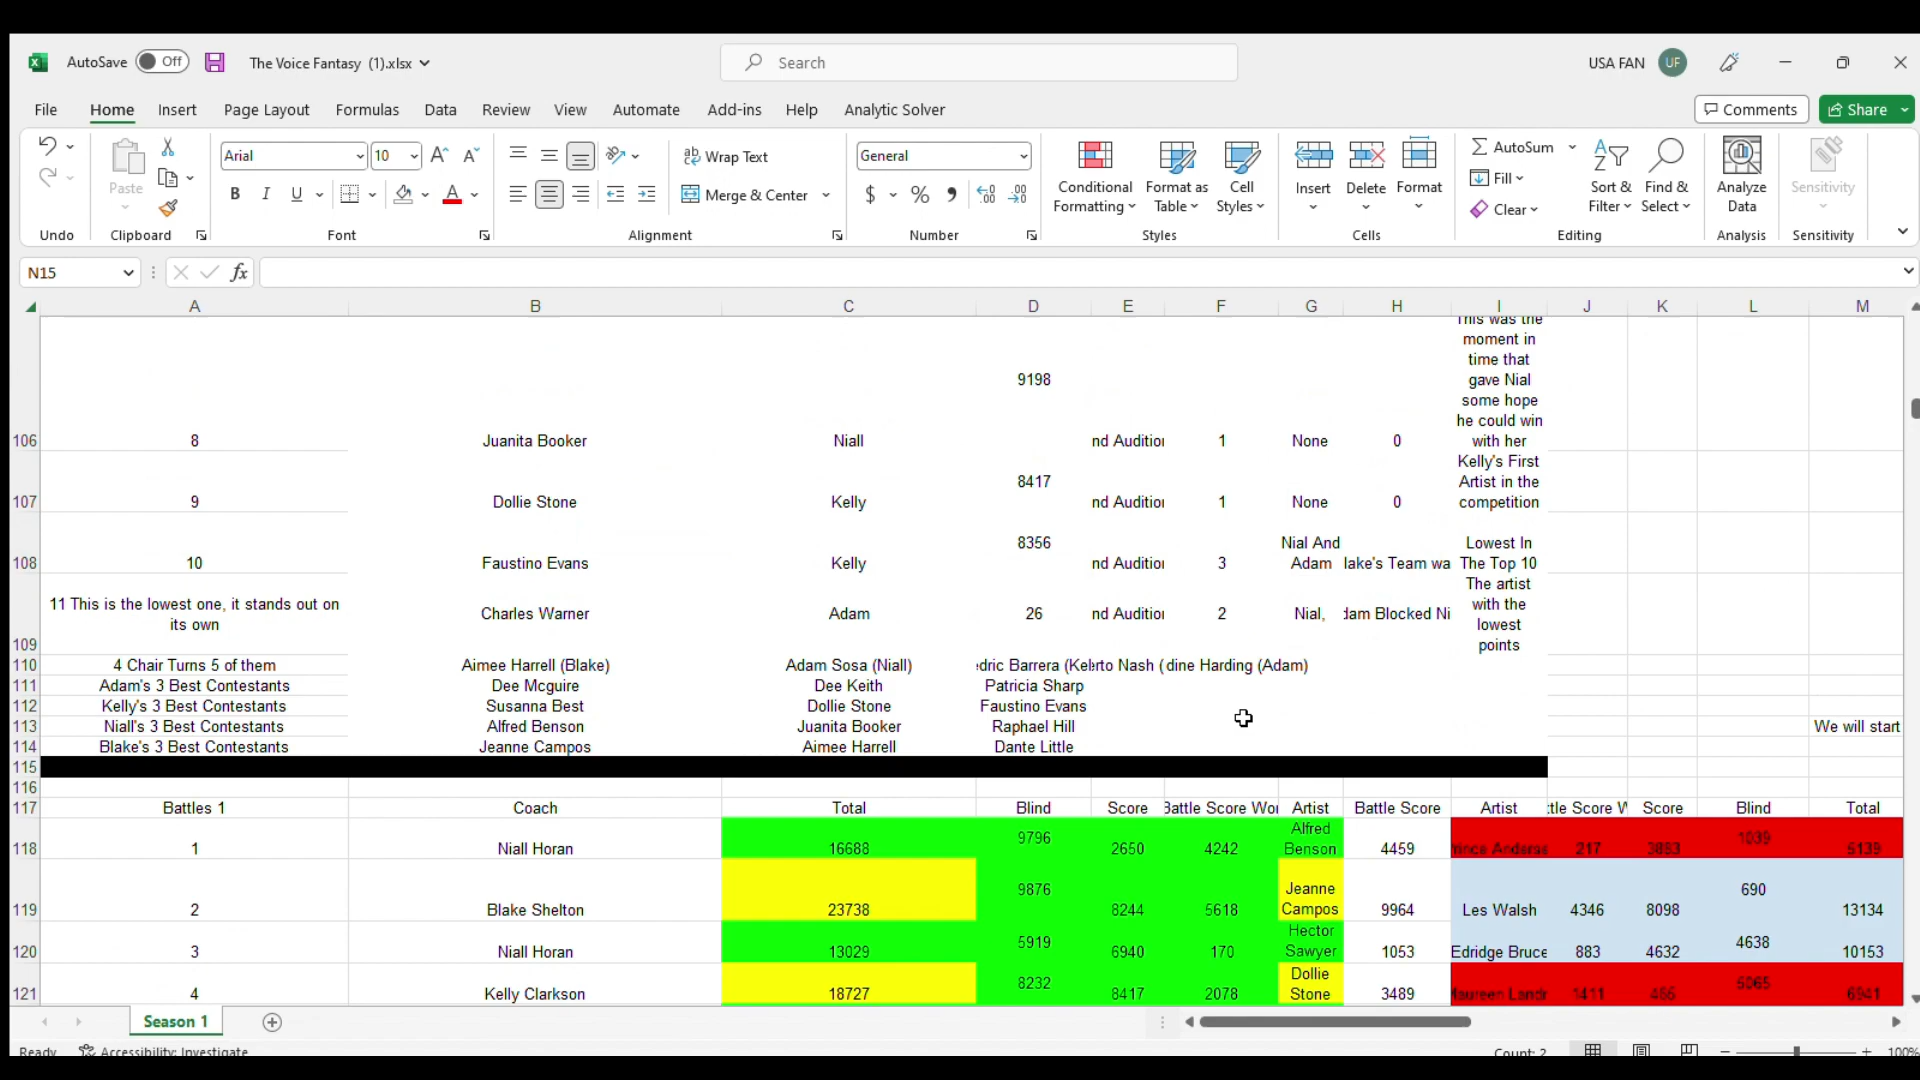 AutoSave Off The Voice Fantasy (1).xlsx Search USA FAN UF
File Home Insert Page Layout Formulas Data Review View Automate Add-ins Help Analytic Solver Comments Share
Arial 10 Wrap Text General AutoSum
Paste Conditional Format as Cell Insert Delete Format Fill Sort & Find & Analyze Sensitivity
B I U Merge & Center $ % Formatting Table Styles Clear Filter Select Data
Undo Clipboard Font Alignment Number Styles Cells Editing Analysis Sensitivity
N15 fx
A B C D E F G H I J K L M
This was the
moment in
time that
9198 gave Nial
some hope
he could win
106 8 Juanita Booker Niall nd Auditior 1 None 0 with her
8417 Kelly's First
Artist in the
107 9 Dollie Stone Kelly nd Auditior 1 None 0 competition
8356 Nial And Lowest In
108 10 Faustino Evans Kelly nd Auditior 3 Adam lake's Team wa The Top 10
The artist
11 This is the lowest one, it stands out on with the
its own Charles Warner Adam 26 nd Auditior 2 Nial, dam Blocked Ni lowest
109 points
110 4 Chair Turns 5 of them Aimee Harrell (Blake) Adam Sosa (Niall) dric Barrera (Kel rto Nash ( dine Harding (Adam)
111 Adam's 3 Best Contestants Dee Mcguire Dee Keith Patricia Sharp
112 Kelly's 3 Best Contestants Susanna Best Dollie Stone Faustino Evans
113 Niall's 3 Best Contestants Alfred Benson Juanita Booker Raphael Hill We will start
114 Blake's 3 Best Contestants Jeanne Campos Aimee Harrell Dante Little
115
116
117 Battles 1 Coach Total Blind Score Battle Score Wo Artist Battle Score Artist ttle Score W Score Blind Total
9796 Alfred 1039
118 1 Niall Horan 16688 2650 4242 Benson 4459 rince Anderse 217 3883 5139
9876 Jeanne 690
119 2 Blake Shelton 23738 8244 5618 Campos 9964 Les Walsh 4346 8098 13134
5919 Hector 4638
120 3 Niall Horan 13029 6940 170 Sawyer 1053 Edridge Bruce 883 4632 10153
8232 Dollie 5065
121 4 Kelly Clarkson 18727 8417 2078 Stone 3489 Maureen Landr 1411 466 6941
Season 1
Ready Accessibility: Investigate Count: 2 100%